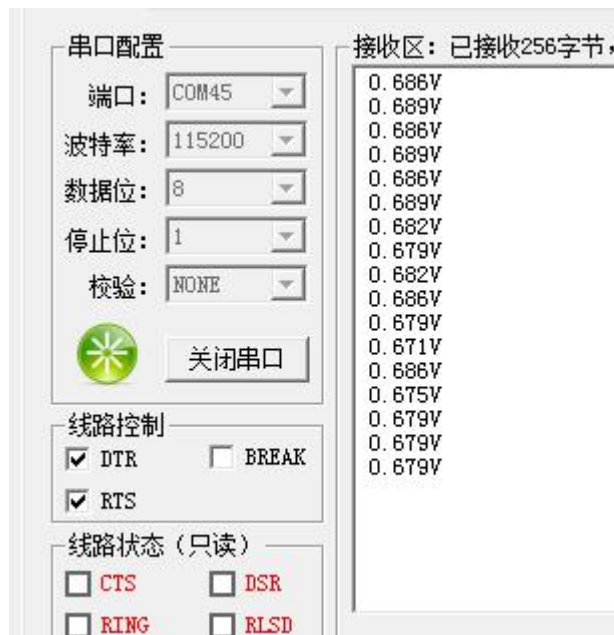 串口配置
端口： COM45
波特率： 115200
数据位： 8
停止位： 1
校验： NONE
关闭串口
线路控制
DTR BREAK
RTS
线路状态（只读）
CTS DSR
RING RLSD
接收区：已接收256字节，
0.686V
0.689V
0.686V
0.689V
0.686V
0.689V
0.682V
0.679V
0.682V
0.686V
0.679V
0.671V
0.686V
0.675V
0.679V
0.679V
0.679V